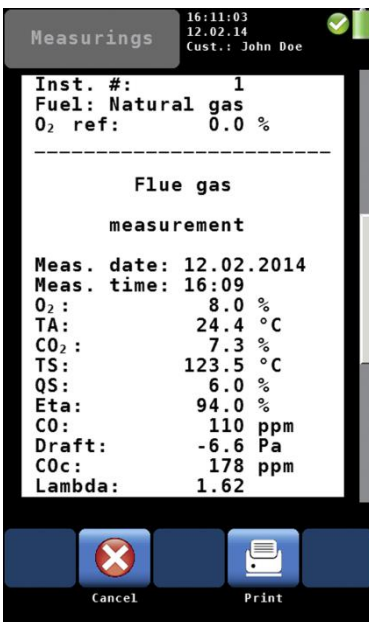 Measurings
16:11:03
12.02.14
Cust.: John Doe
Inst. #: 1
Fuel: Natural gas
O₂ ref: 0.0 %
Flue gas
measurement
Meas. date: 12.02.2014
Meas. time: 16:09
O₂: 8.0 %
TA: 24.4 °C
CO₂: 7.3 %
TS: 123.5 °C
QS: 6.0 %
Eta: 94.0 %
CO: 110 ppm
Draft: -6.6 Pa
COc: 178 ppm
Lambda: 1.62
Cancel Print